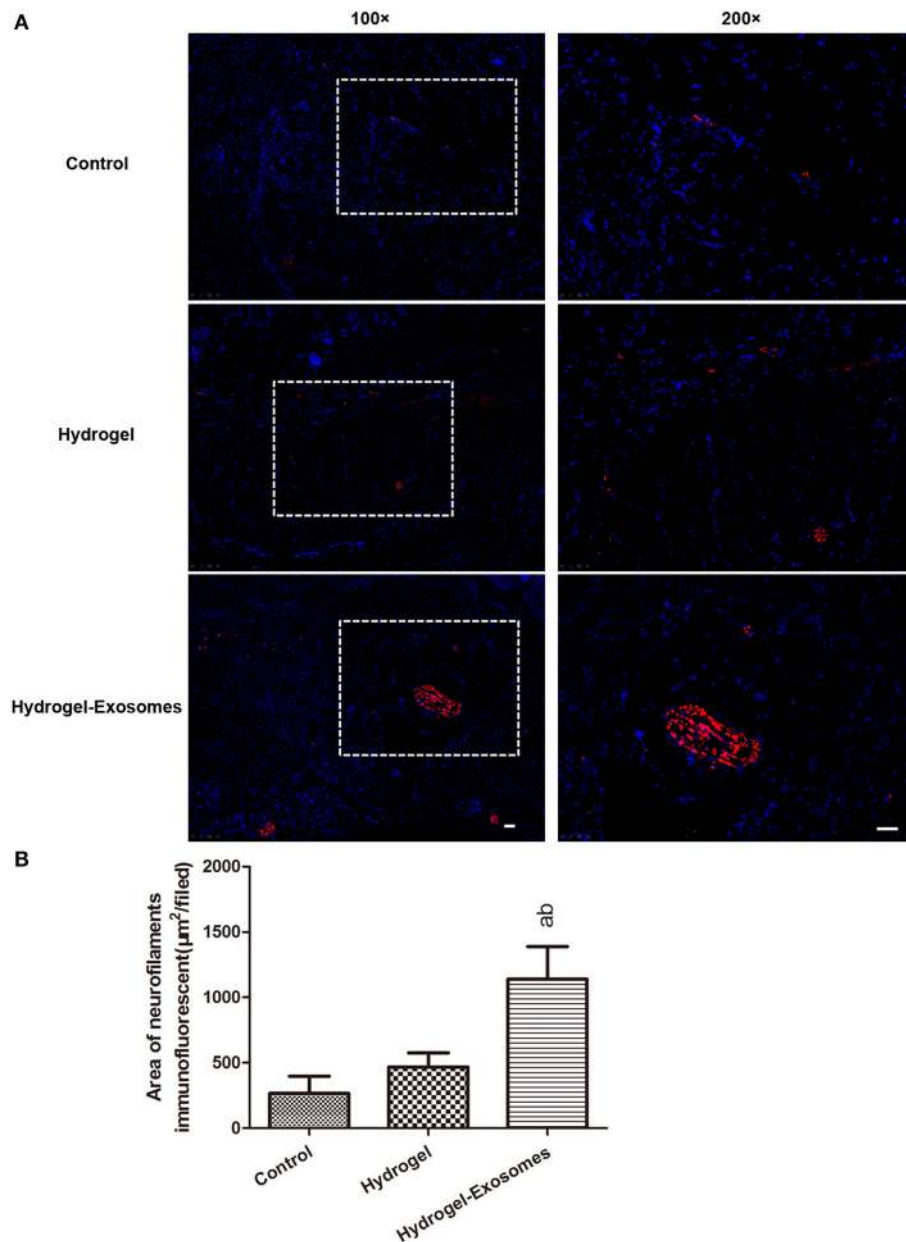 A
100×
200×
Control
Hydrogel
Hydrogel-Exosomes
B
Area of neurofilaments
immunofluorescent(μm²/filed)
2000
1500
1000
500
0
ab
Control
Hydrogel
Hydrogel-Exosomes